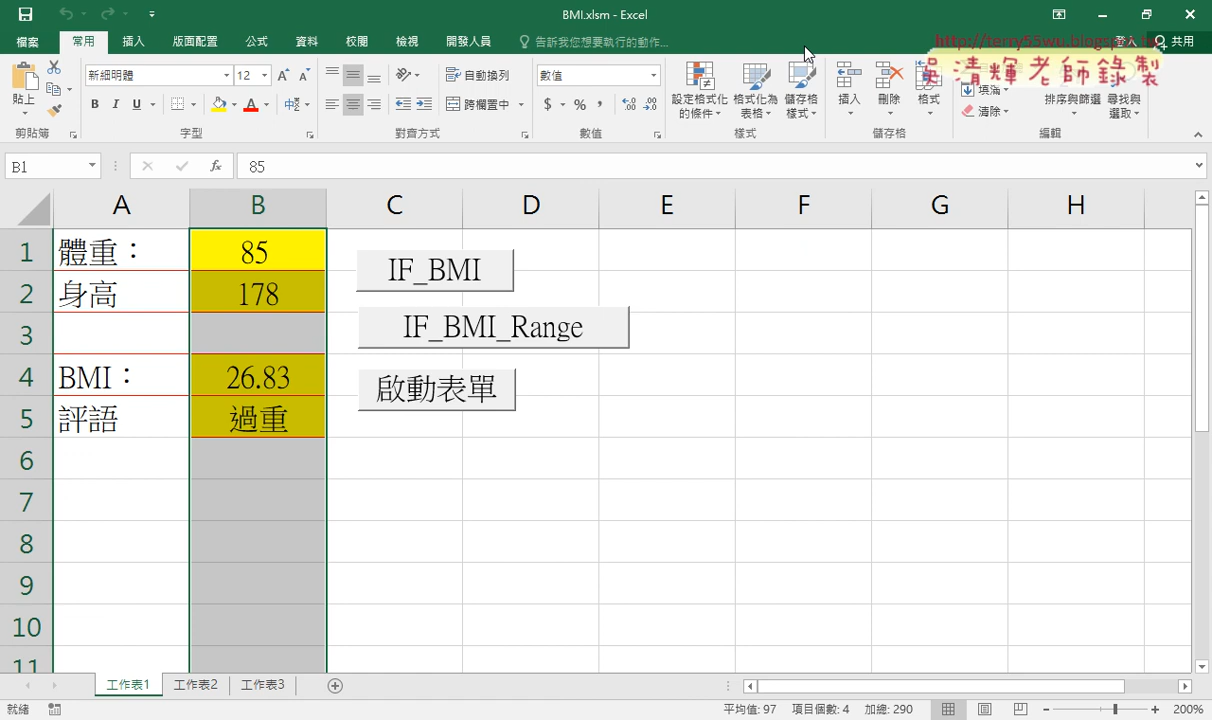 BMI.xlsm - Excel
檔案 常用 插入 版面配置 公式 資料 校閱 檢視 開發人員 告訴我您想要執行的動作... 登入 共用
http://terry55wu.blogspot.tw
吳清輝老師錄製
貼上 新細明體 12 自動換列 數值 設定格式化的條件 格式化為表格 儲存格樣式 插入 刪除 格式 填滿 清除 排序與篩選 尋找與選取
B I U 中 跨欄置中 $ % ,
剪貼簿 字型 對齊方式 數值 樣式 儲存格 編輯
B1 fx 85
A B C D E F G H
1 體重： 85 IF_BMI
2 身高 178
3 IF_BMI_Range
4 BMI： 26.83 啟動表單
5 評語 過重
6
7
8
9
10
11
工作表1 工作表2 工作表3
就緒 平均值: 97 項目個數: 4 加總: 290 200%